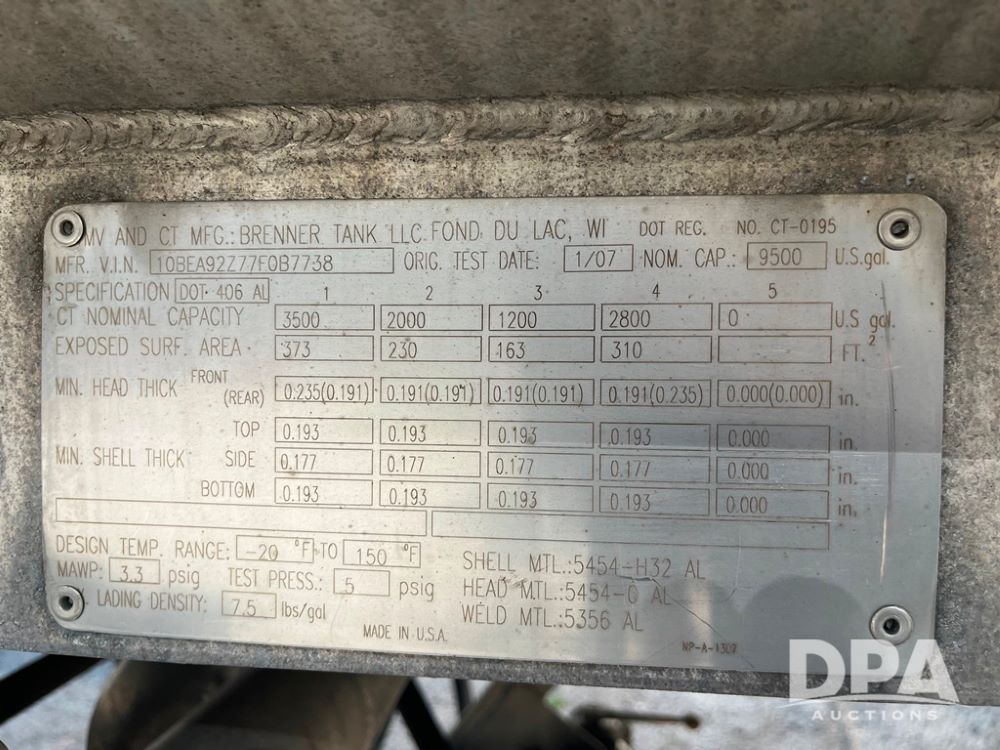 MV AND CT MFG.: BRENNER TANK LLC FOND DU LAC, WI DOT REG. NO. CT-0195
MFR. V.I.N. 10BEA92Z77F0B7738 ORIG. TEST DATE: 1/07 NOM. CAP.: 9500 U.S.gal.
SPECIFICATION DOT 406 AL 1 2 3 4 5
CT NOMINAL CAPACITY 3500 2000 1200 2800 0 U.S gal.
EXPOSED SURF. AREA 373 230 163 310 FT.²
MIN. HEAD THICK FRONT (REAR) 0.235(0.191) 0.191(0.191) 0.191(0.191) 0.191(0.235) 0.000(0.000) in.
TOP 0.193 0.193 0.193 0.193 0.000 in.
MIN. SHELL THICK SIDE 0.177 0.177 0.177 0.177 0.000 in.
BOTTOM 0.193 0.193 0.193 0.193 0.000 in.
DESIGN TEMP. RANGE: -20 °F TO 150 °F SHELL MTL.:5454-H32 AL
MAWP: 3.3 psig TEST PRESS.: 5 psig HEAD MTL.:5454-0 AL
LADING DENSITY: 7.5 lbs/gal WELD MTL.:5356 AL
MADE IN U.S.A. NP-A-1307
DPA
AUCTIONS